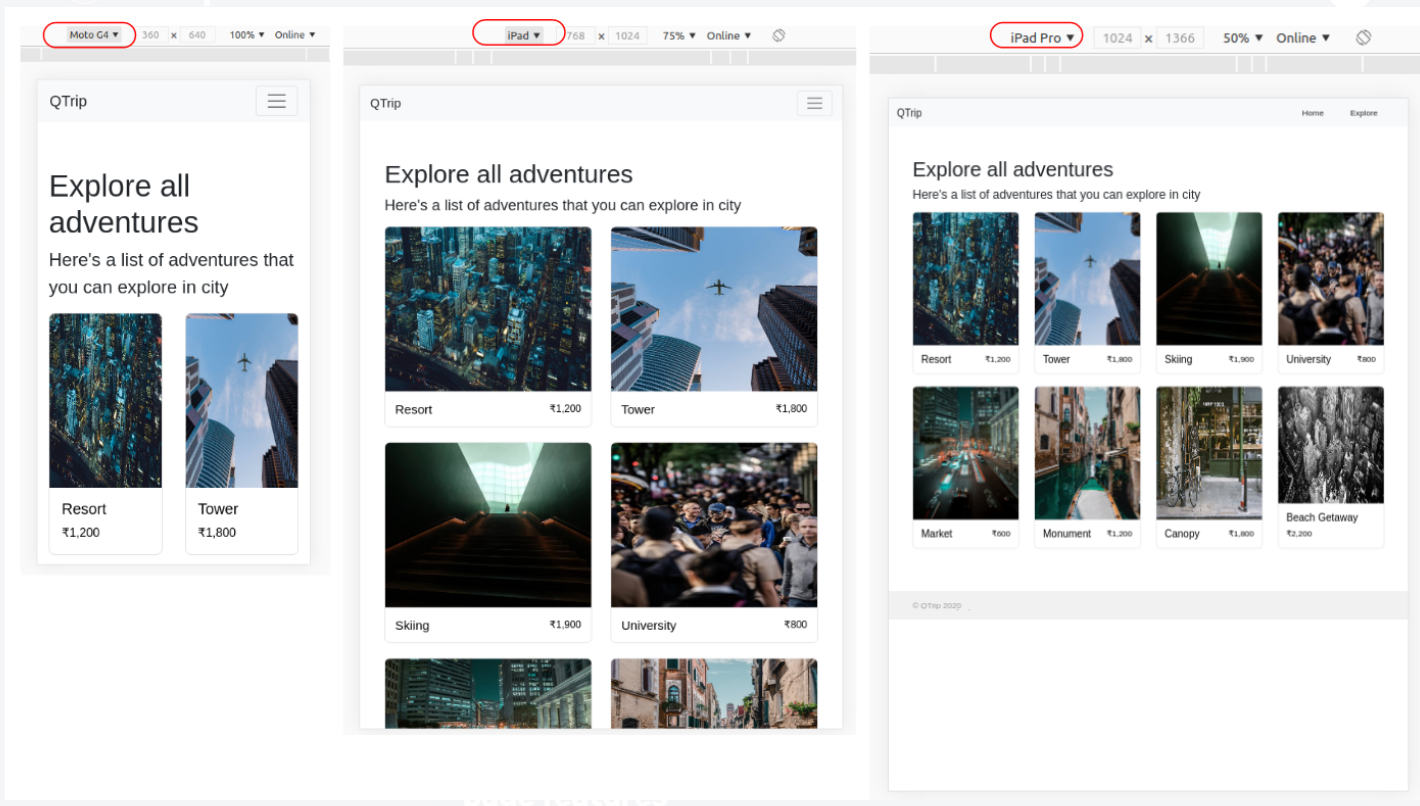 Moto G4 ▼ 360 x 640 100% ▼ Online ▼
QTrip
Explore all
adventures
Here's a list of adventures that
you can explore in city
Resort
₹1,200
Tower
₹1,800
iPad ▼ 768 x 1024 75% ▼ Online ▼
QTrip
Explore all adventures
Here's a list of adventures that you can explore in city
Resort ₹1,200
Tower ₹1,800
Skiing ₹1,900
University ₹800
iPad Pro ▼ 1024 x 1366 50% ▼ Online ▼
QTrip Home Explore
Explore all adventures
Here's a list of adventures that you can explore in city
Resort ₹1,200
Tower ₹1,800
Skiing ₹1,900
University ₹800
Market ₹600
Monument ₹1,200
Canopy ₹1,800
Beach Getaway
₹2,200
© QTrip 2020